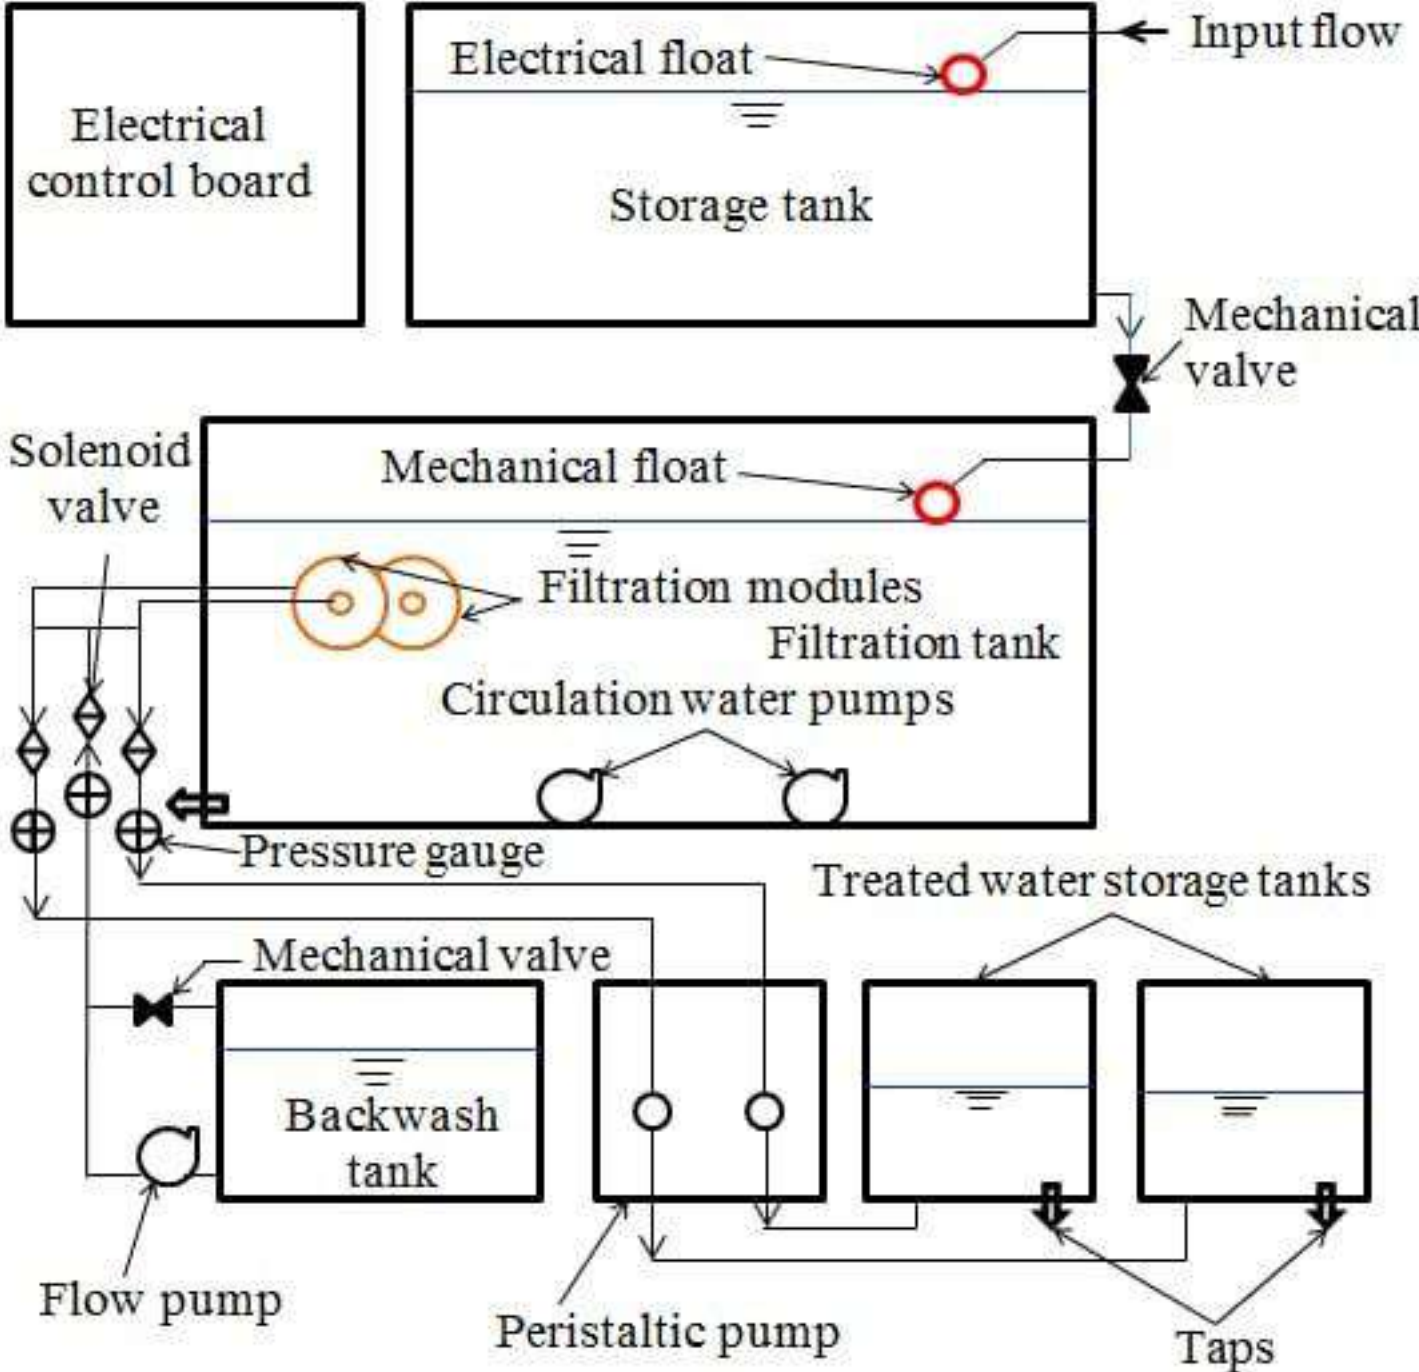 Electrical float
Input flow
Electrical
control board
Storage tank
Mechanical
valve
Solenoid
valve
Mechanical float
Filtration modules
Filtration tank
Circulation water pumps
Pressure gauge
Treated water storage tanks
Mechanical valve
Backwash
tank
Flow pump
Peristaltic pump
Taps